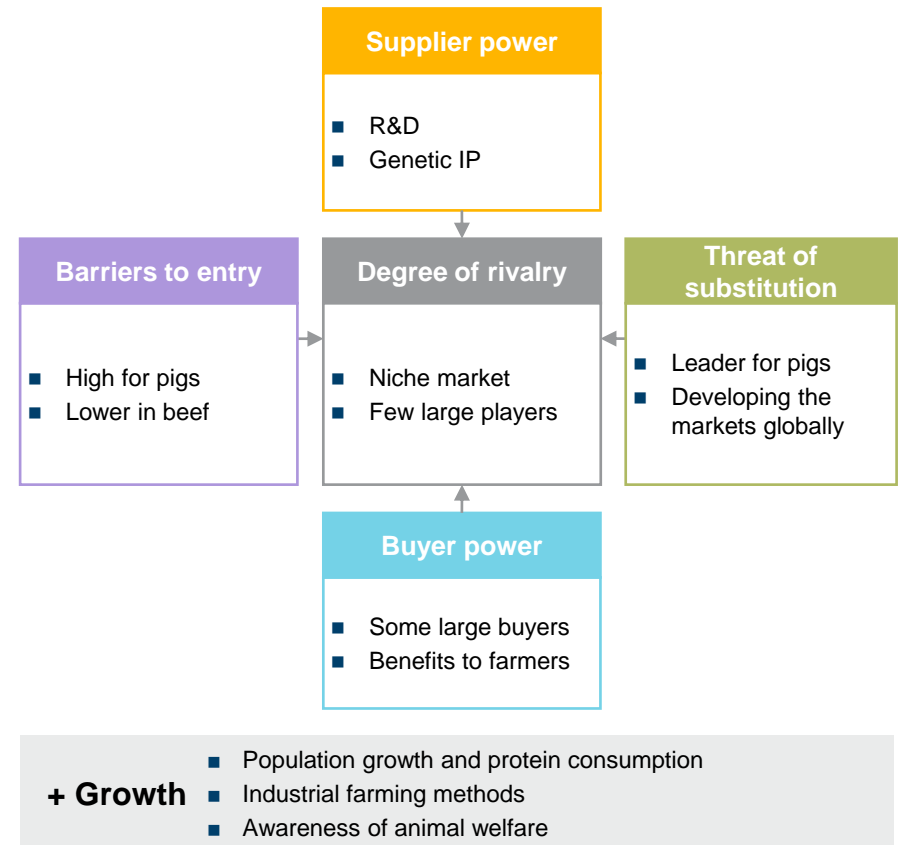 Supplier power
R&D
Genetic IP
Barriers to entry
High for pigs
Lower in beef
Degree of rivalry
Niche market
Few large players
Threat of
substitution
Leader for pigs
Developing the
markets globally
Buyer power
Some large buyers
Benefits to farmers
+ Growth
Population growth and protein consumption
Industrial farming methods
Awareness of animal welfare